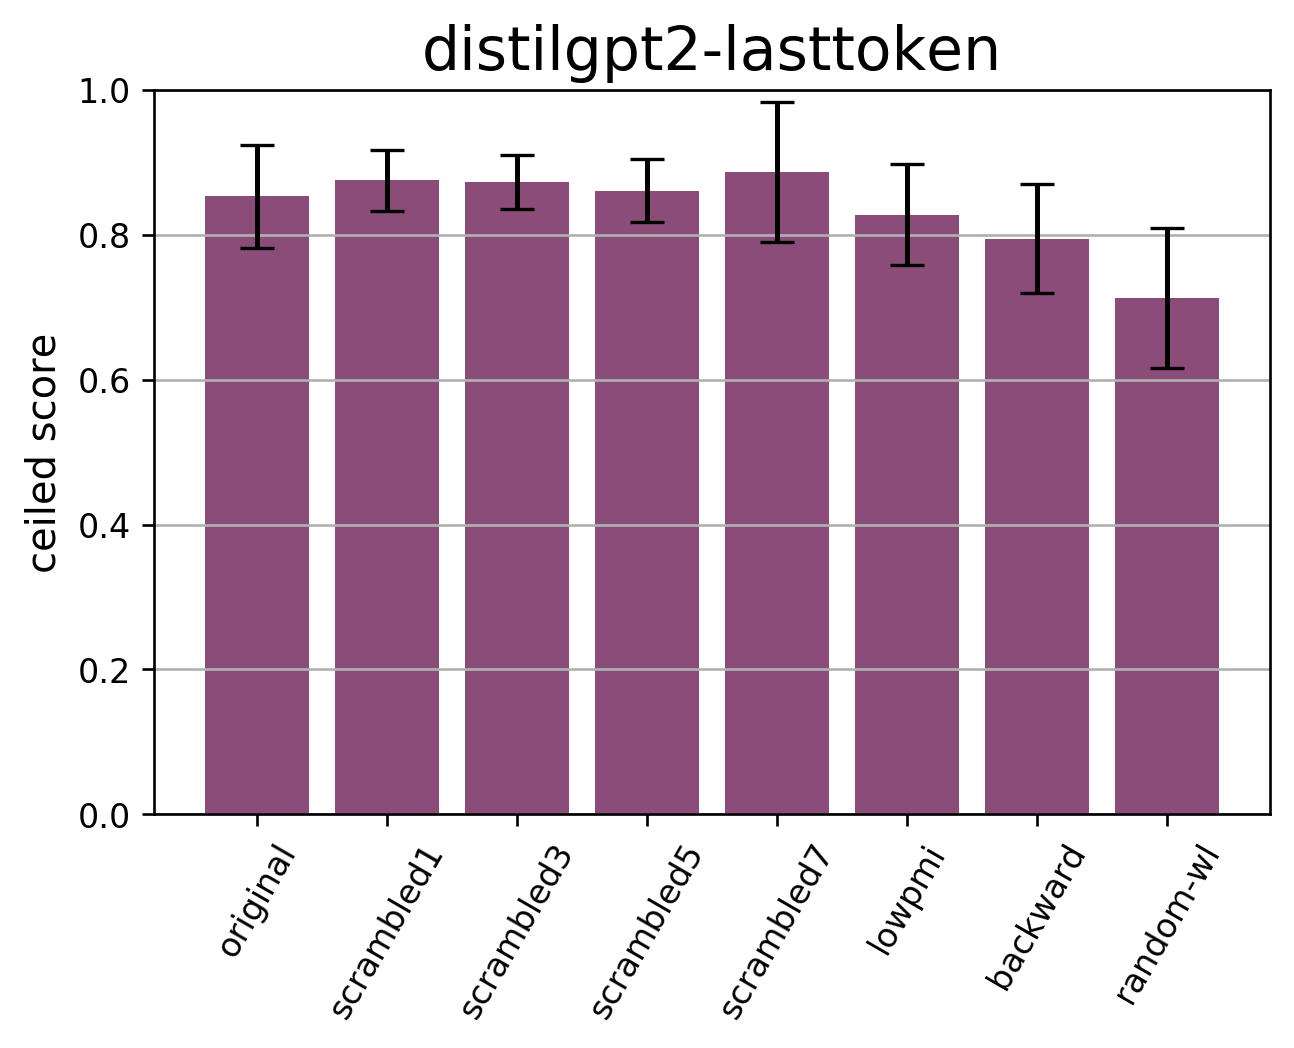 distilgpt2-lasttoken
1.0
0.8
0.6
0.4
0.2
0.0
ceiled score
original
scrambled1
scrambled3
scrambled5
scrambled7
lowpmi
backward
random-wl